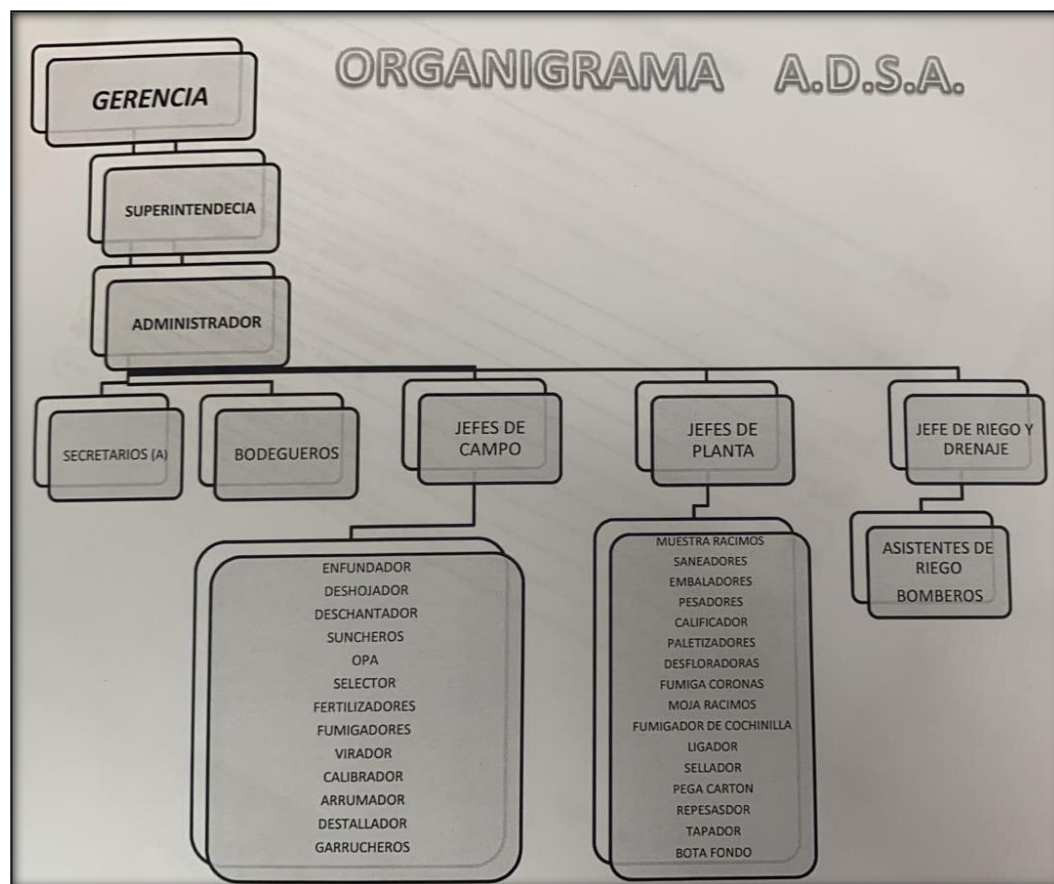 ORGANIGRAMA A.D.S.A.
GERENCIA
SUPERINTENDECIA
ADMINISTRADOR
SECRETARIOS (A)
BODEGUEROS
JEFES DE
CAMPO
JEFES DE
PLANTA
JEFE DE RIEGO Y
DRENAJE
ENFUNDADOR
DESHOJADOR
DESCHANTADOR
SUNCHEROS
OPA
SELECTOR
FERTILIZADORES
FUMIGADORES
VIRADOR
CALIBRADOR
ARRUMADOR
DESTALLADOR
GARRUCHEROS
MUESTRA RACIMOS
SANEADORES
EMBALADORES
PESADORES
CALIFICADOR
PALETIZADORES
DESFLORADORAS
FUMIGA CORONAS
MOJA RACIMOS
FUMIGADOR DE COCHINILLA
LIGADOR
SELLADOR
PEGA CARTON
REPESASDOR
TAPADOR
BOTA FONDO
ASISTENTES DE
RIEGO
BOMBEROS